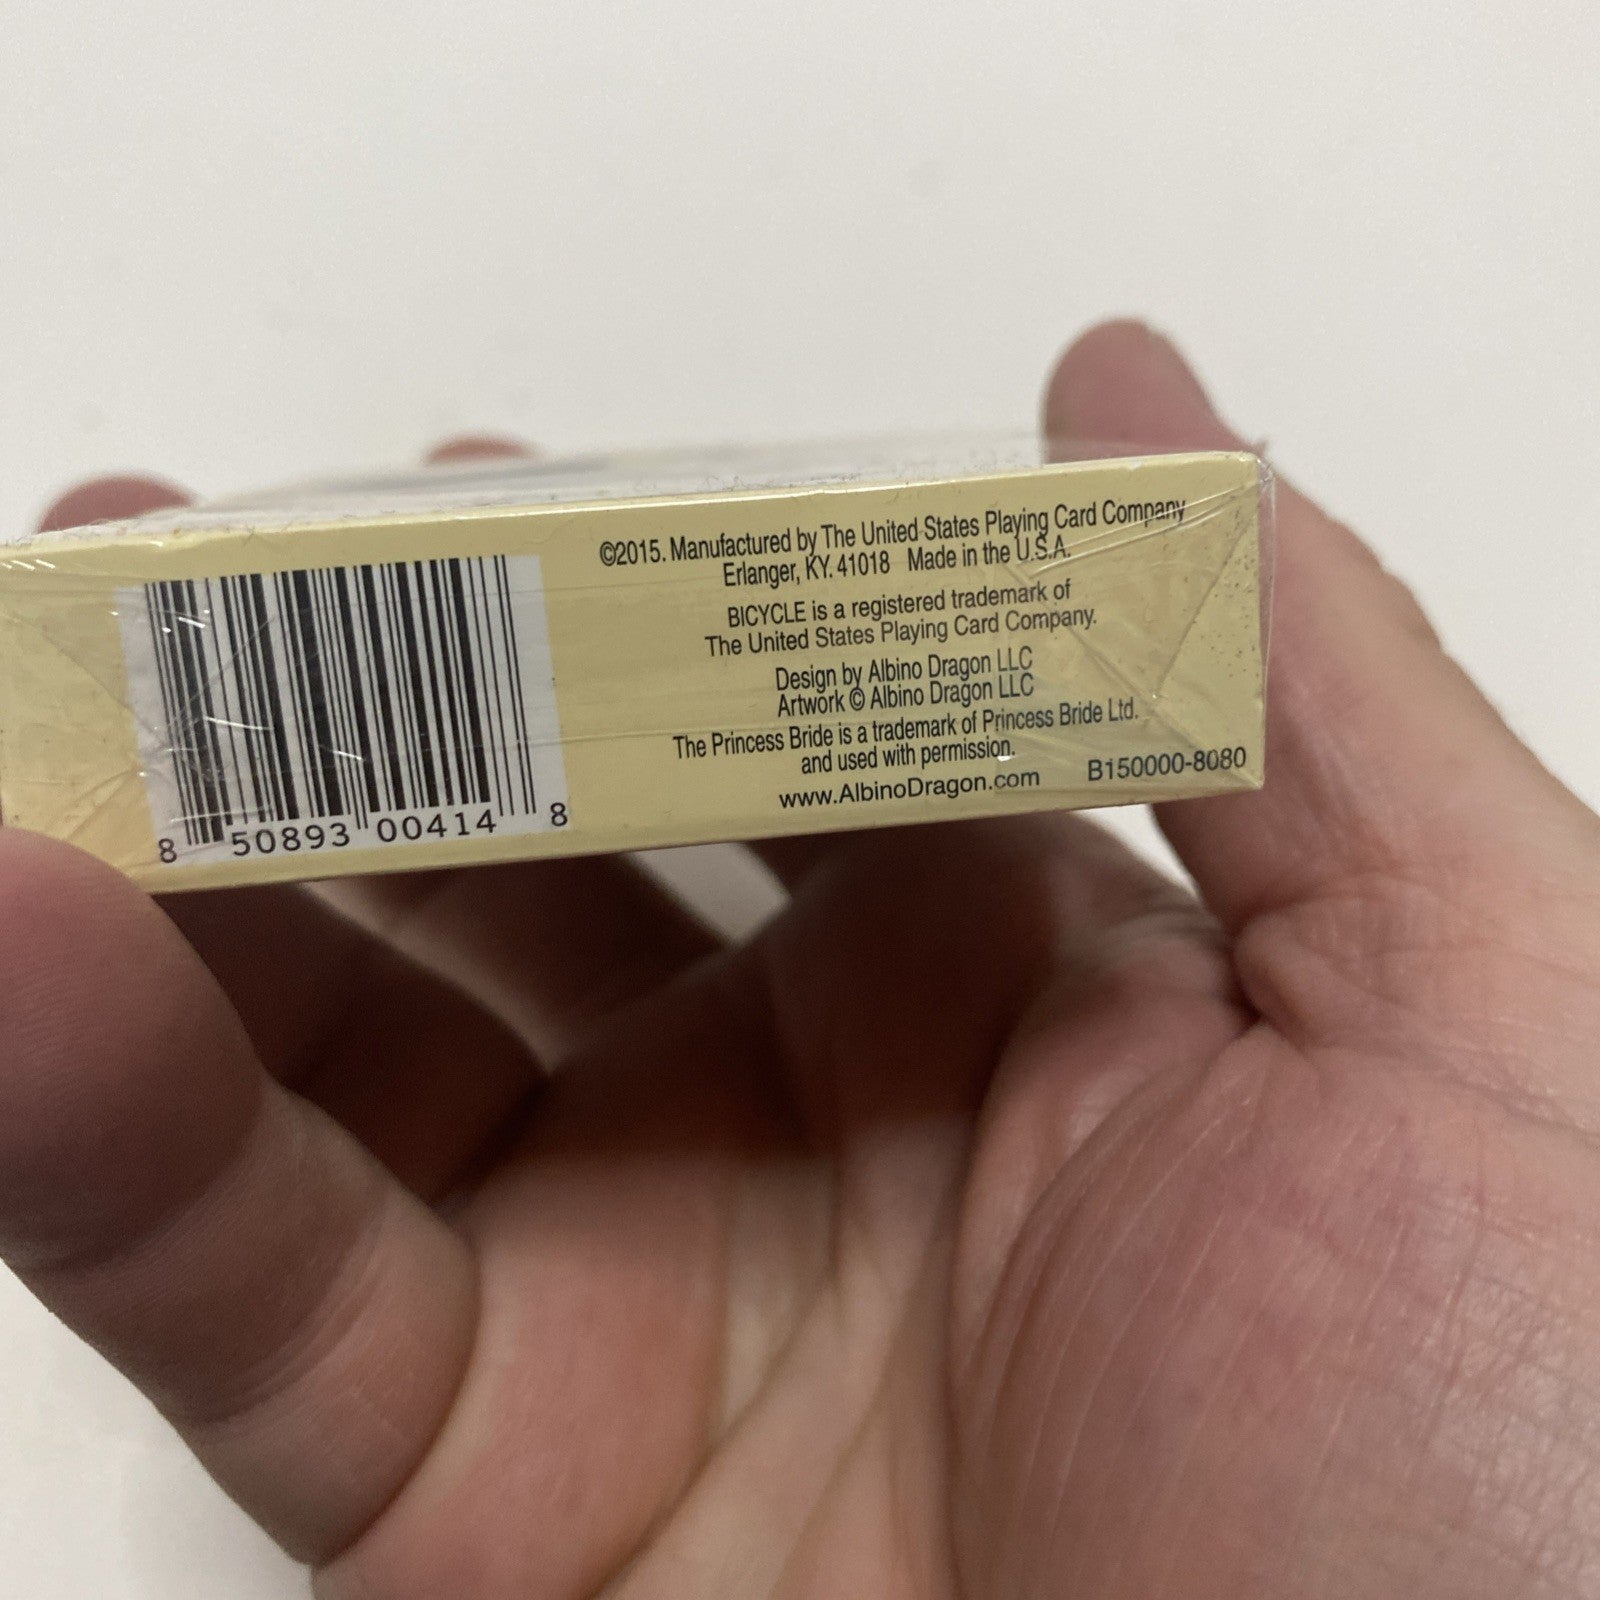 ©2015. Manufactured by The United States Playing Card Company
Erlanger, KY. 41018 Made in the U.S.A.
BICYCLE is a registered trademark of
The United States Playing Card Company.
Design by Albino Dragon LLC
Artwork © Albino Dragon LLC
The Princess Bride is a trademark of Princess Bride Ltd.
and used with permission.
www.AlbinoDragon.com
B150000-8080
8 50893 00414 8